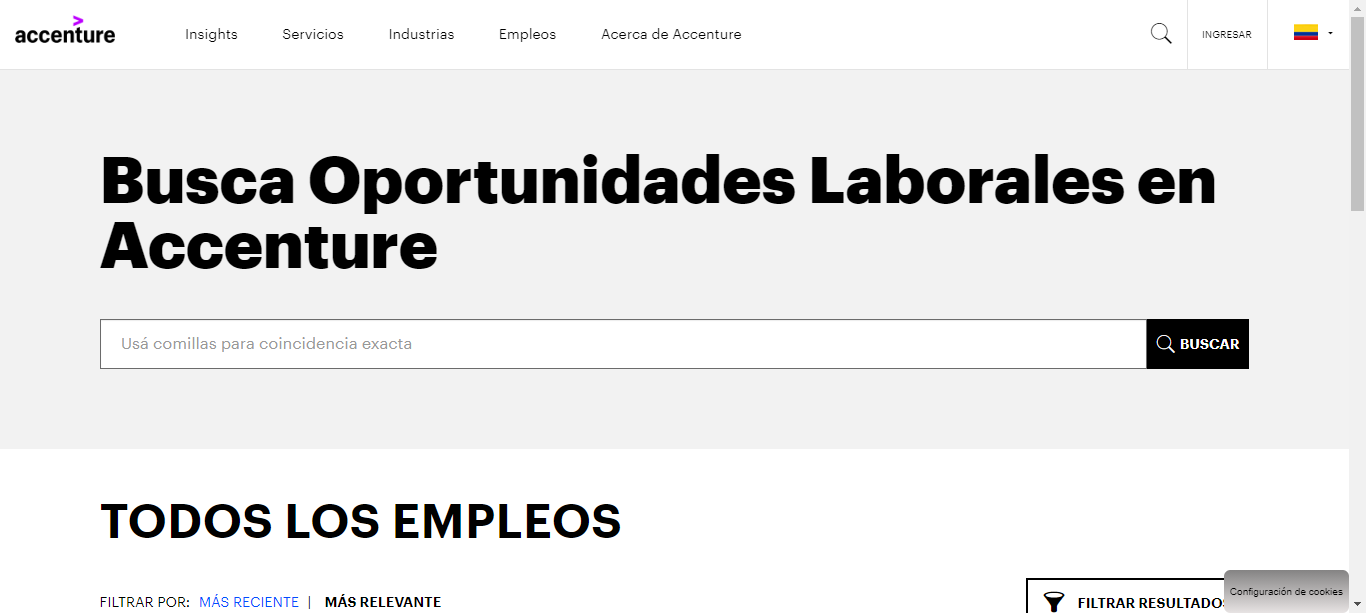 accenture
Insights Servicios Industrias Empleos Acerca de Accenture INGRESAR
Busca Oportunidades Laborales en
Accenture
Usá comillas para coincidencia exacta BUSCAR
TODOS LOS EMPLEOS
FILTRAR POR: MÁS RECIENTE | MÁS RELEVANTE
FILTRAR RESULTADOS
Configuración de cookies